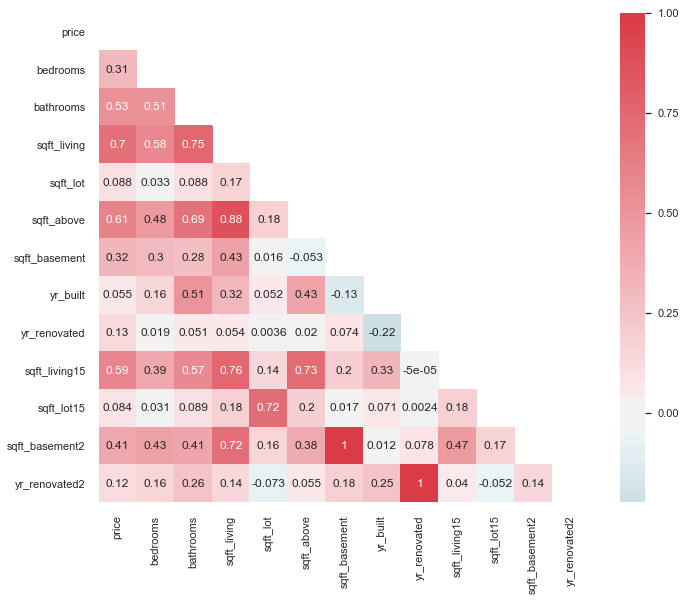 price
bedrooms 0.31
bathrooms 0.53 0.51
sqft_living 0.7 0.58 0.75
sqft_lot 0.088 0.033 0.088 0.17
sqft_above 0.61 0.48 0.69 0.88 0.18
sqft_basement 0.32 0.3 0.28 0.43 0.016 -0.053
yr_built 0.055 0.16 0.51 0.32 0.052 0.43 -0.13
yr_renovated 0.13 0.019 0.051 0.054 0.0036 0.02 0.074 -0.22
sqft_living15 0.59 0.39 0.57 0.76 0.14 0.73 0.2 0.33 -5e-05
sqft_lot15 0.084 0.031 0.089 0.18 0.72 0.2 0.017 0.071 0.0024 0.18
sqft_basement2 0.41 0.43 0.41 0.72 0.16 0.38 1 0.012 0.078 0.47 0.17
yr_renovated2 0.12 0.16 0.26 0.14 -0.073 0.055 0.18 0.25 1 0.04 -0.052 0.14
price
bedrooms
bathrooms
sqft_living
sqft_lot
sqft_above
sqft_basement
yr_built
yr_renovated
sqft_living15
sqft_lot15
sqft_basement2
yr_renovated2
1.00
0.75
0.50
0.25
0.00